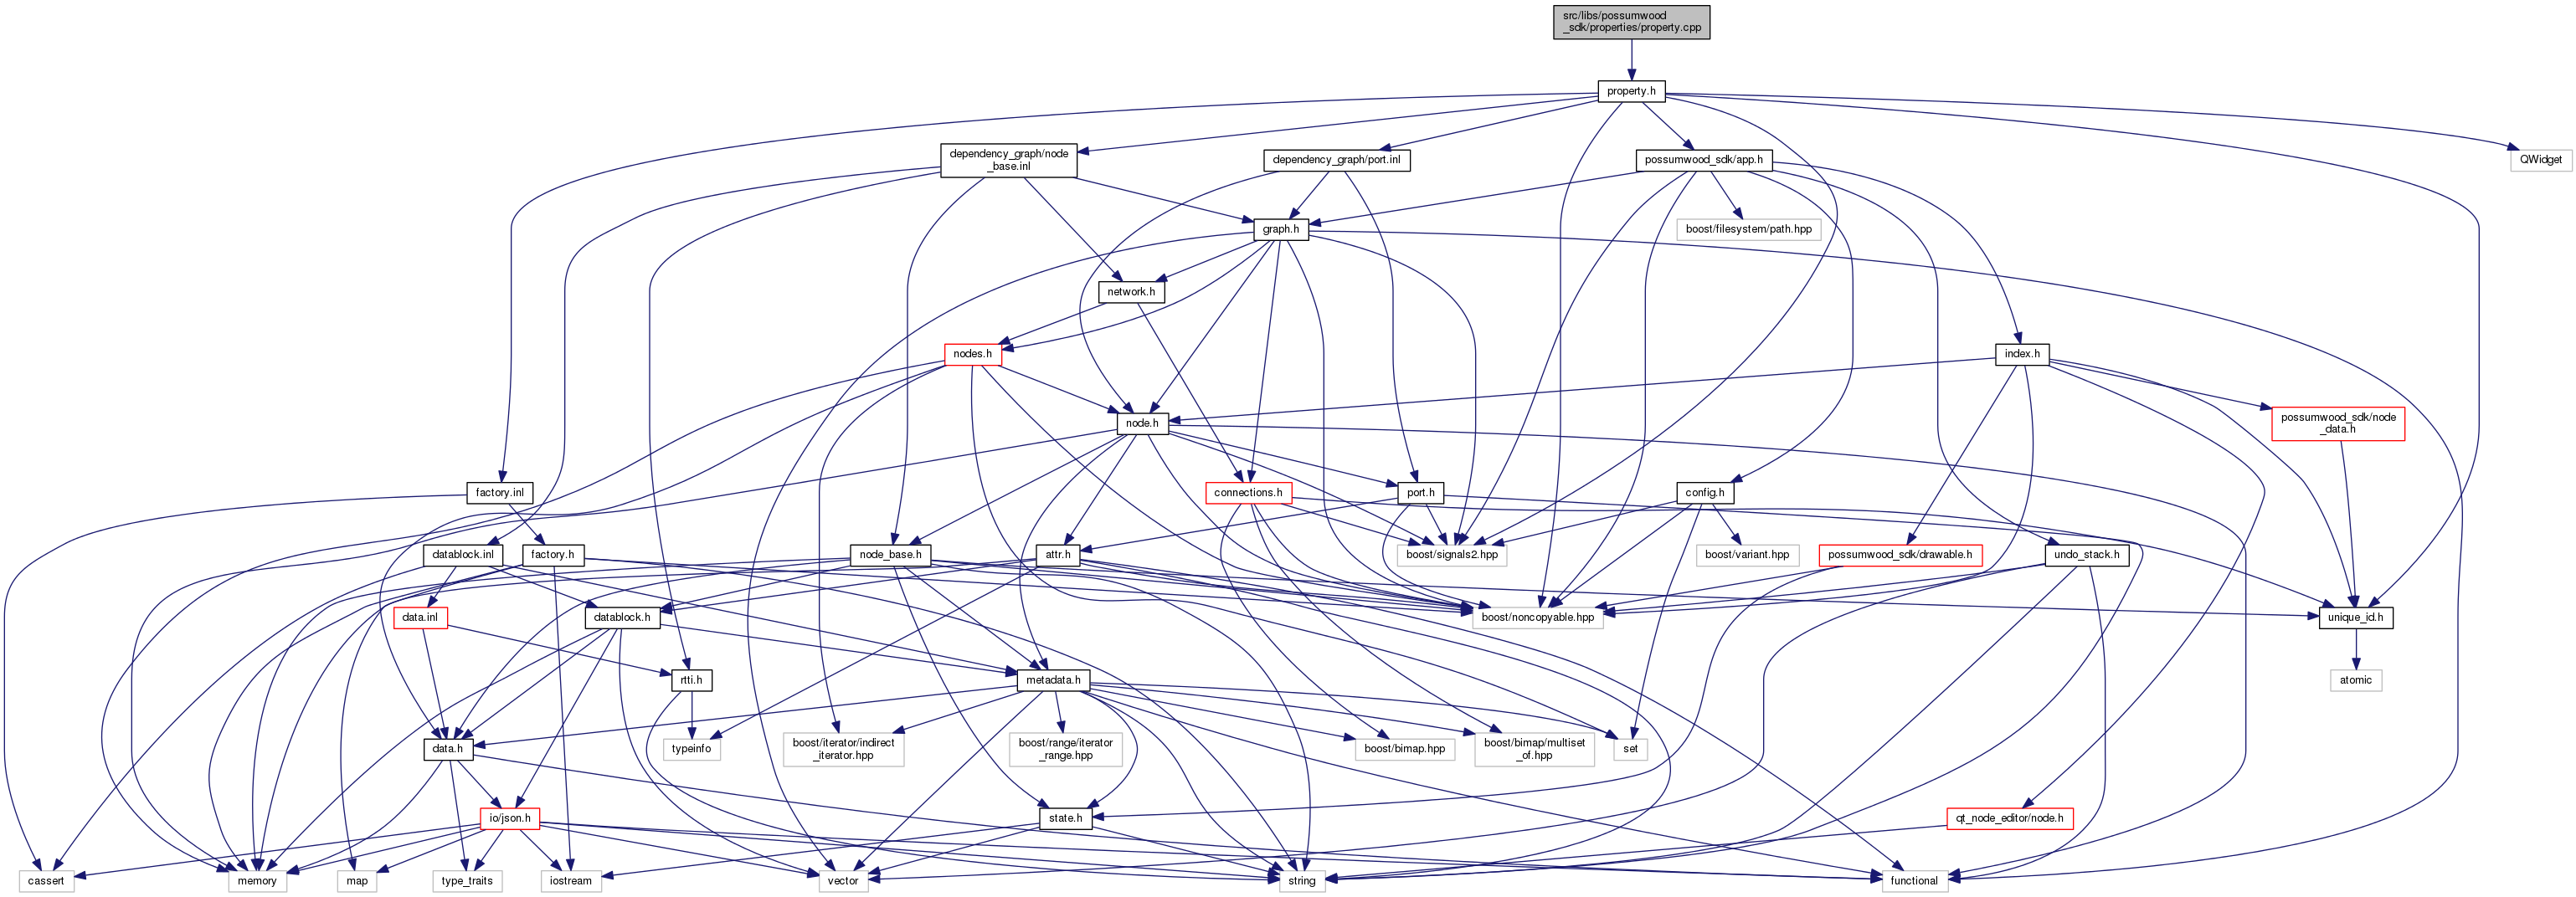 src/libs/possumwood
_sdk/properties/property.cpp
property.h
dependency_graph/node
_base.inl
dependency_graph/port.inl
possumwood_sdk/app.h
QWidget
graph.h
boost/filesystem/path.hpp
network.h
nodes.h
index.h
node.h
possumwood_sdk/node
_data.h
factory.inl
connections.h
port.h
config.h
datablock.inl
factory.h
node_base.h
attr.h
boost/signals2.hpp
boost/variant.hpp
possumwood_sdk/drawable.h
undo_stack.h
data.inl
datablock.h
boost/noncopyable.hpp
unique_id.h
rtti.h
metadata.h
atomic
data.h
typeinfo
boost/iterator/indirect
_iterator.hpp
boost/range/iterator
_range.hpp
boost/bimap.hpp
boost/bimap/multiset
_of.hpp
set
io/json.h
state.h
qt_node_editor/node.h
cassert
memory
map
type_traits
iostream
vector
string
functional